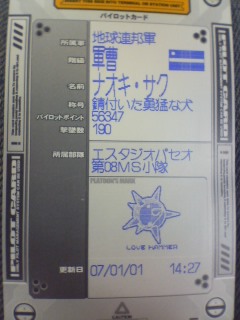 パイロットカード
所属軍 地球連邦軍
階級 軍曹
名前 ナオキ・サク
称号 錆付いた勇猛な犬
パイロットポイント 56347
撃墜数 190
所属部隊 エスタジオパセオ
第08MS小隊
LOVE HAMMER
更新日 07/01/01 14:27